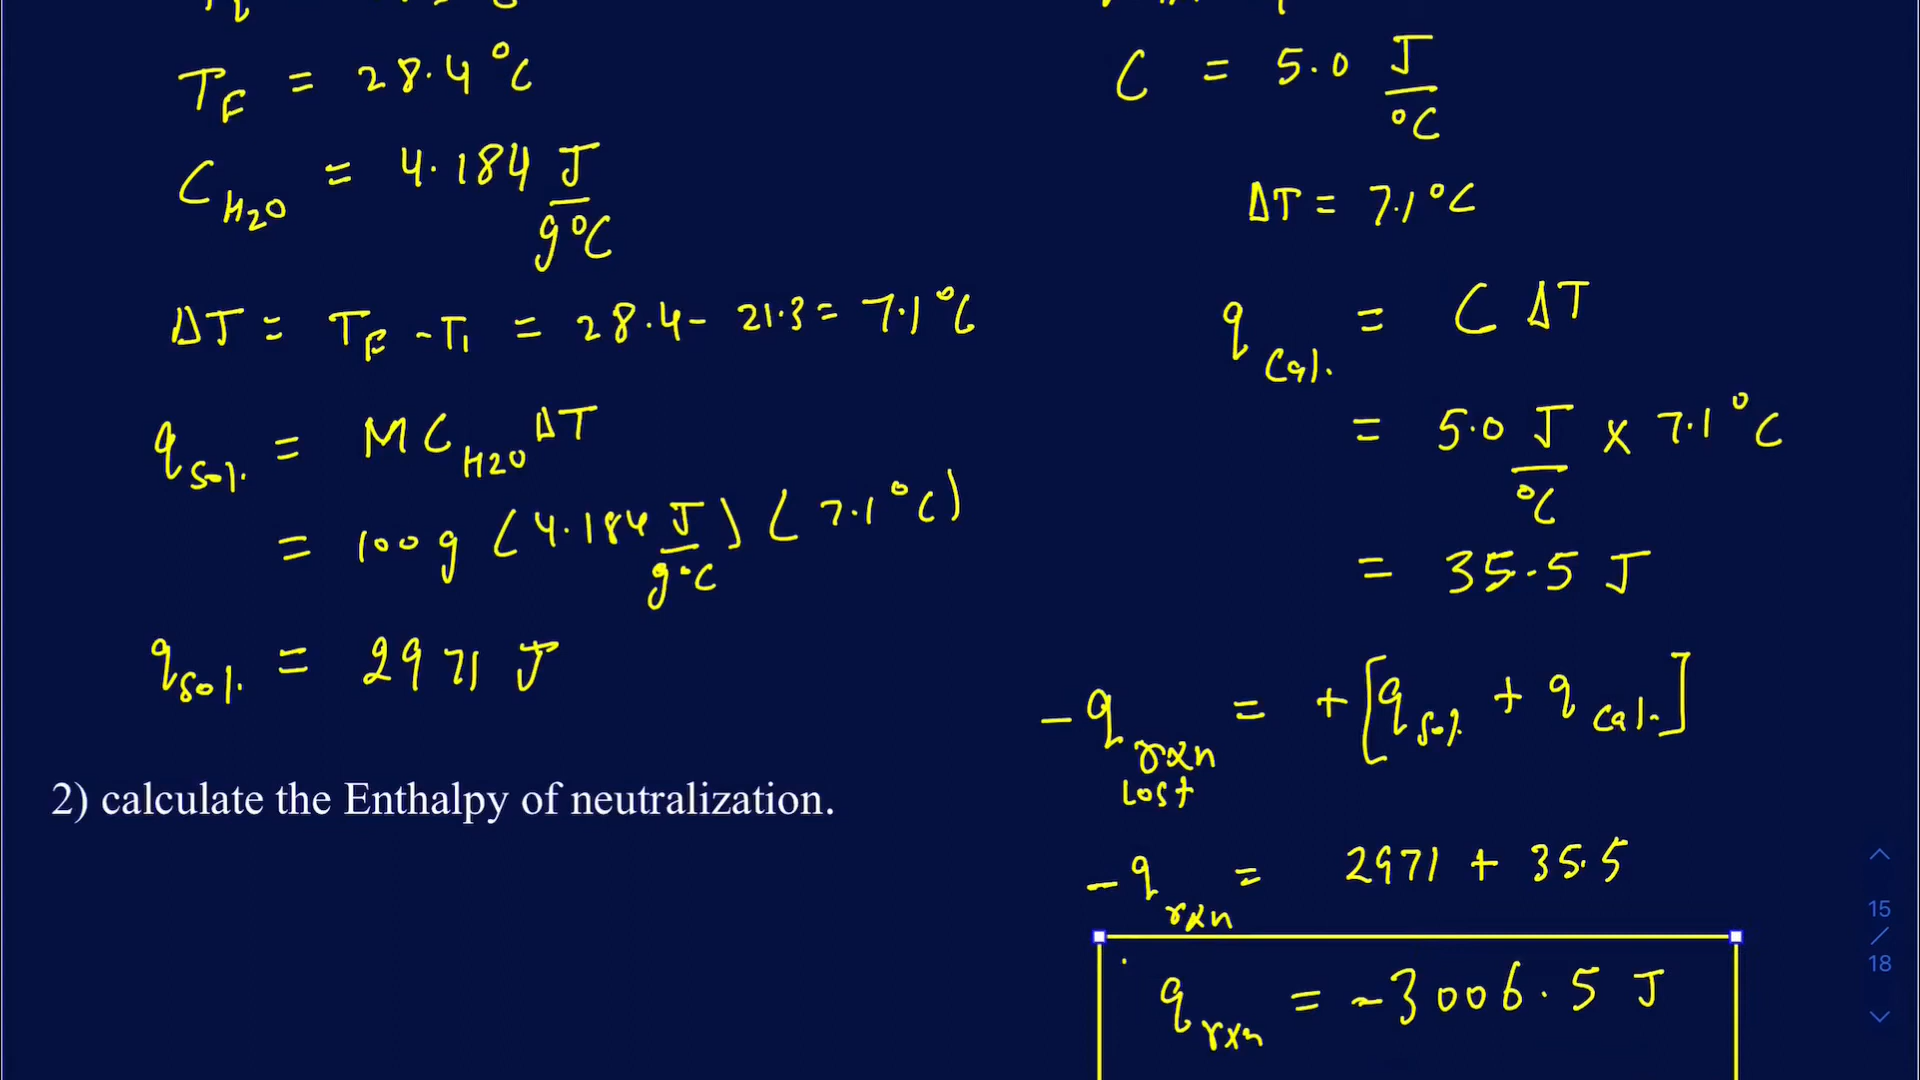 T_F = 28.4 °C
C_H2O = 4.184 J/g°C
ΔT = T_F - T_1 = 28.4 - 21.3 = 7.1 °C
q_sol. = M C_H2O ΔT
= 100 g (4.184 J/g°C) (7.1 °C)
q_sol. = 2971 J
2) calculate the Enthalpy of neutralization.
C = 5.0 J/°C
ΔT = 7.1 °C
q_Cal. = C ΔT
= 5.0 J/°C x 7.1 °C
= 35.5 J
-q_rxn = +[q_sol. + q_cal.]
Lost
-q_rxn = 2971 + 35.5
q_rxn = -3006.5 J
15
/
18